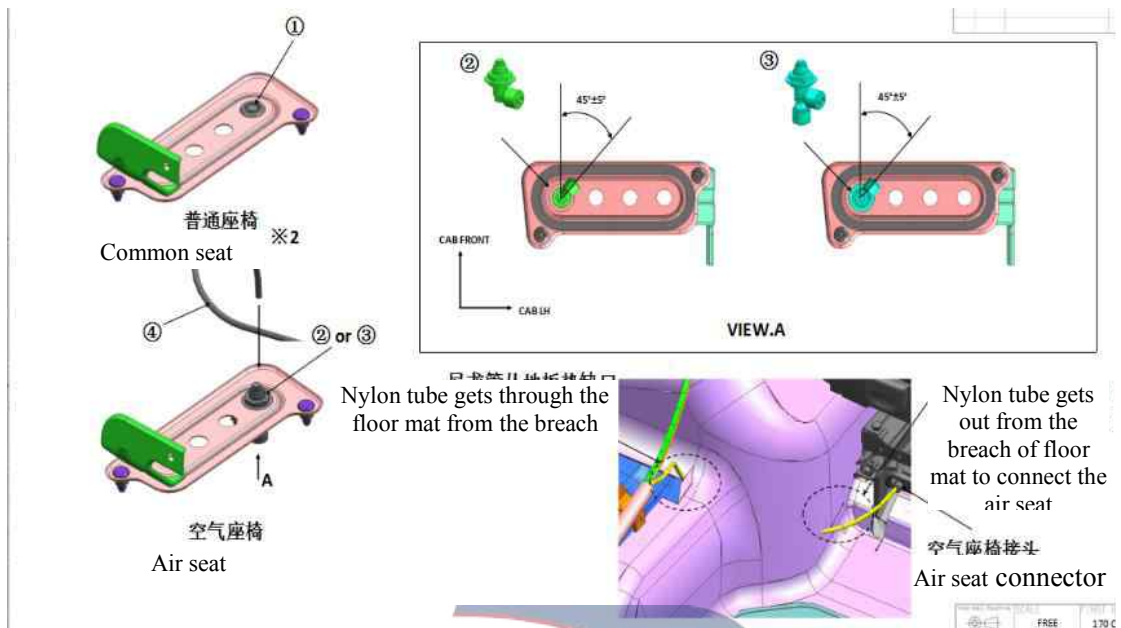 ①
普通座椅
※2
Common seat
④
② or ③
A
空气座椅
Air seat
②
③
45°±5°
45°±5°
CAB FRONT
CAB LH
VIEW.A
Nylon tube gets through the
floor mat from the breach
Nylon tube gets
out from the
breach of floor
mat to connect the
air seat
空气座椅接头
Air seat connector
SCALE
FREE